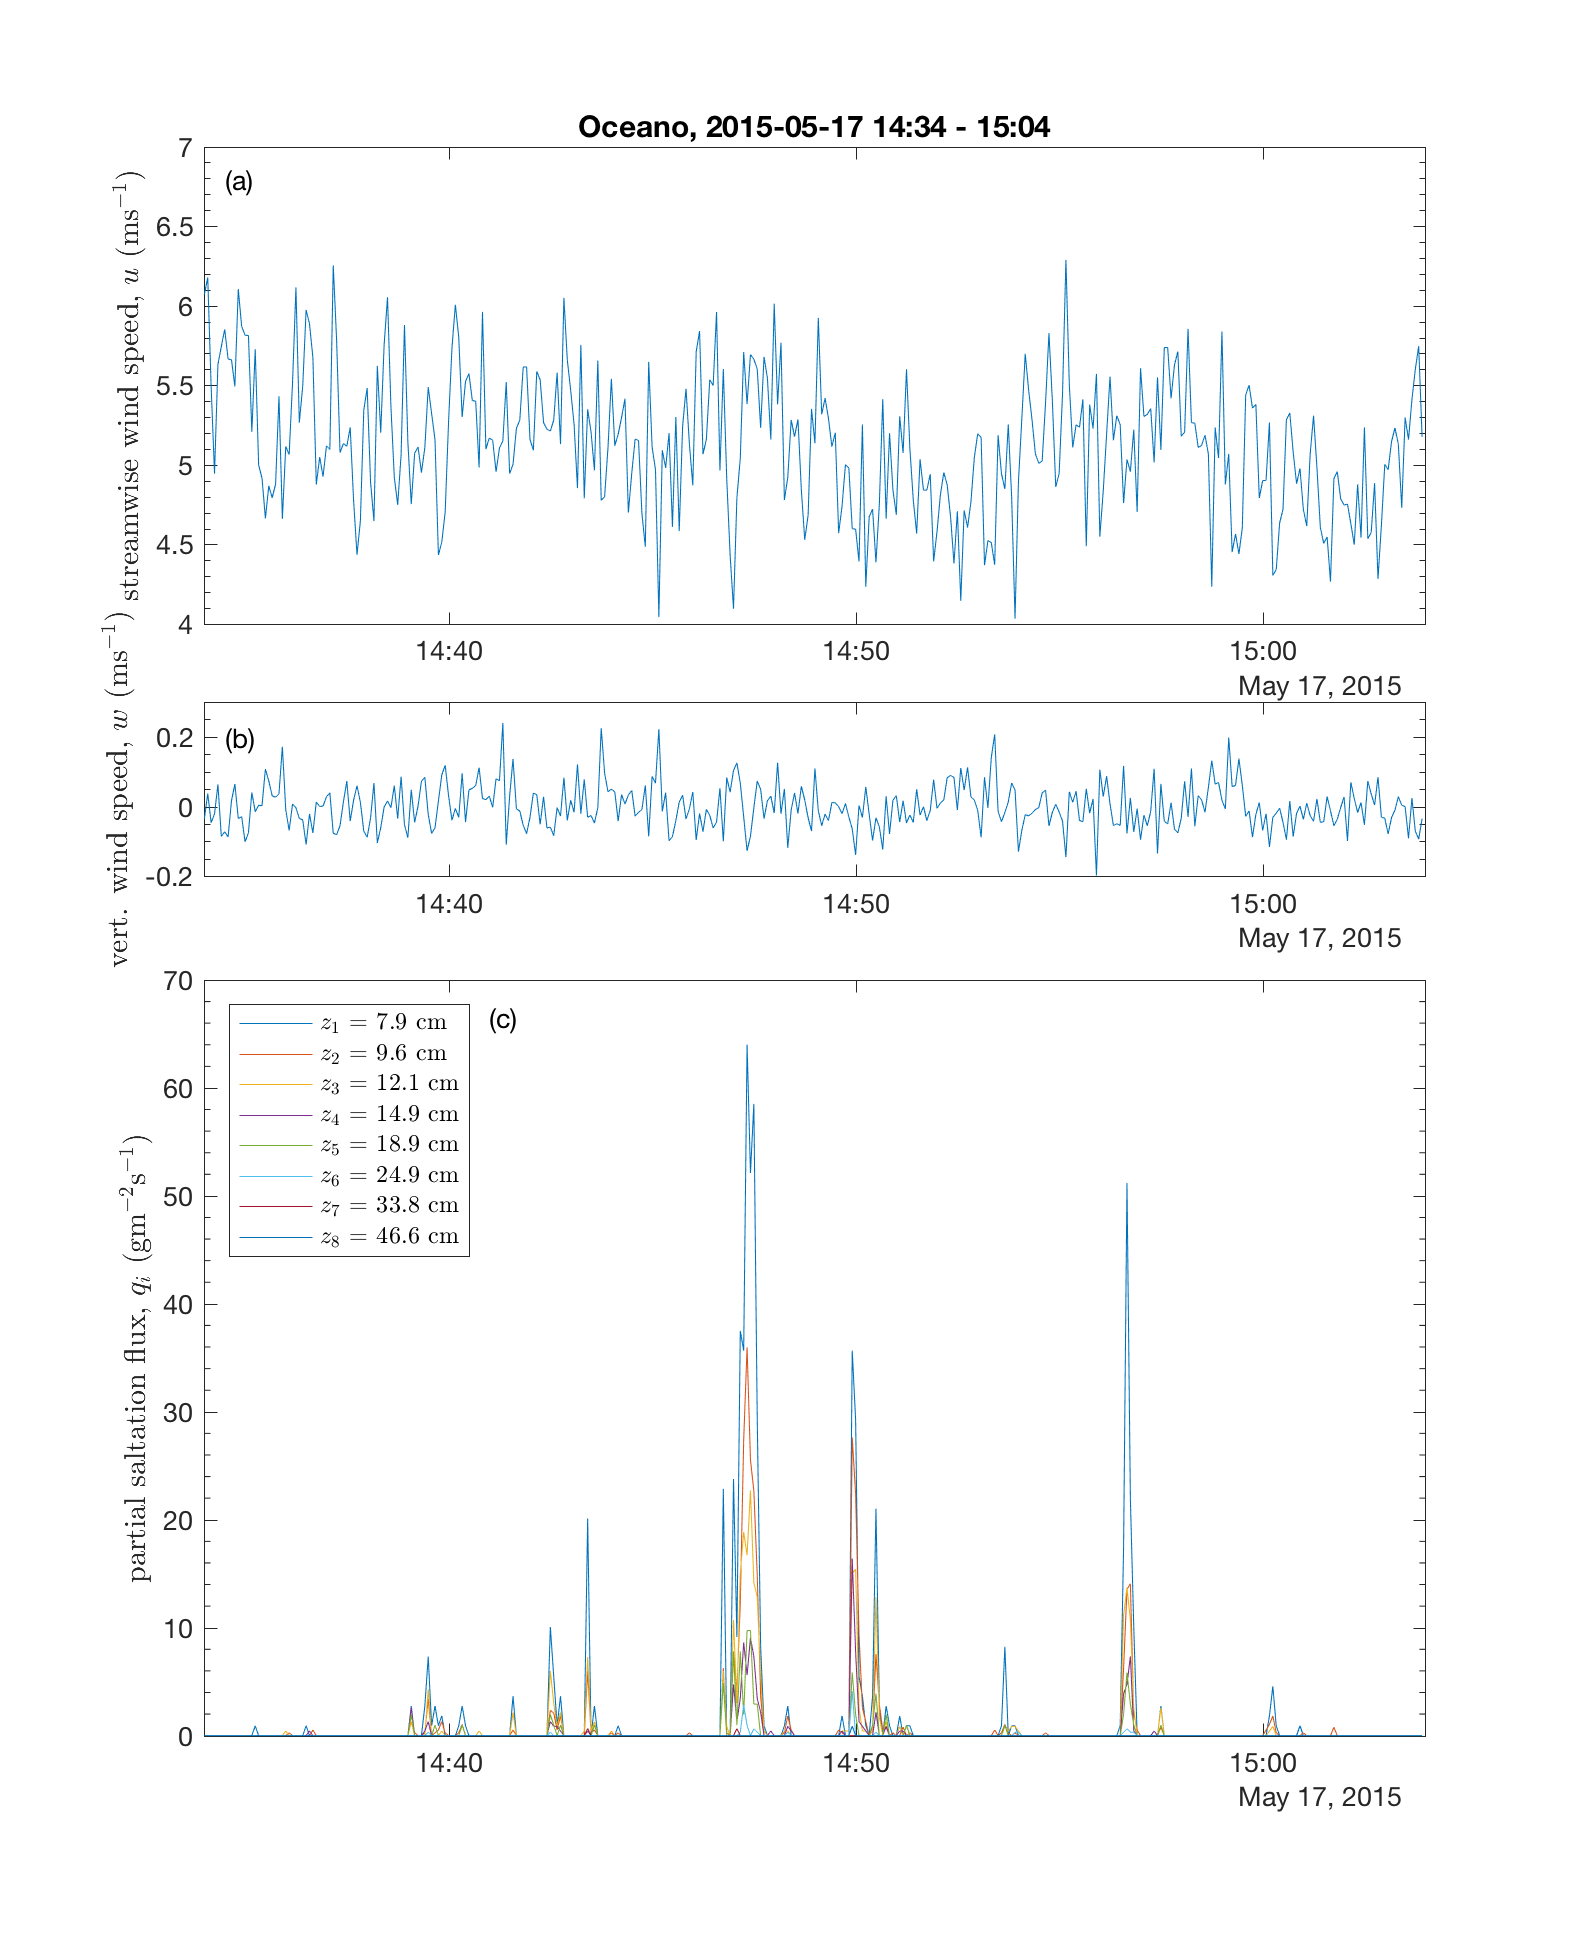 Oceano, 2015-05-17 14:34 - 15:04
(a)
streamwise wind speed, u (ms⁻¹)
7
6.5
6
5.5
5
4.5
4
14:40 14:50 15:00
May 17, 2015
(b)
vert. wind speed, w (ms⁻¹)
0.2
0
-0.2
14:40 14:50 15:00
May 17, 2015
(c)
partial saltation flux, qᵢ (gm⁻²s⁻¹)
70
60
50
40
30
20
10
0
z₁ = 7.9 cm
z₂ = 9.6 cm
z₃ = 12.1 cm
z₄ = 14.9 cm
z₅ = 18.9 cm
z₆ = 24.9 cm
z₇ = 33.8 cm
z₈ = 46.6 cm
14:40 14:50 15:00
May 17, 2015